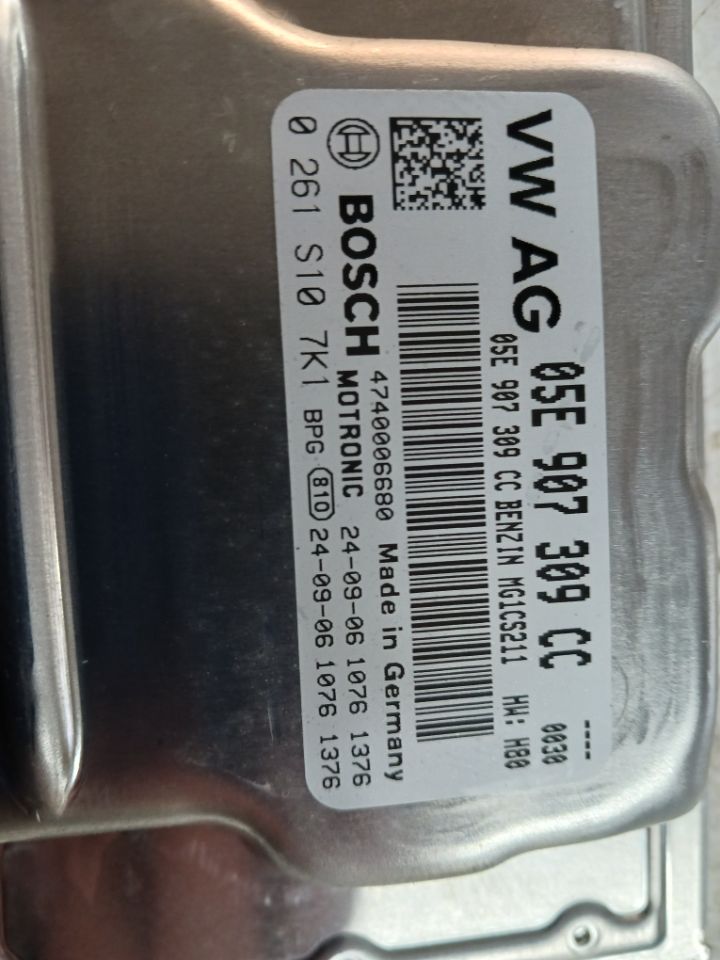 VW AG 05E 907 309 CC ----
05E 907 309 CC BENZIN MG1CS211 HW: H80 0030
4740006680 Made in Germany
BOSCH MOTRONIC 24-09-06 1076 1376
0 261 S10 7K1 BPG 810 24-09-06 1076 1376